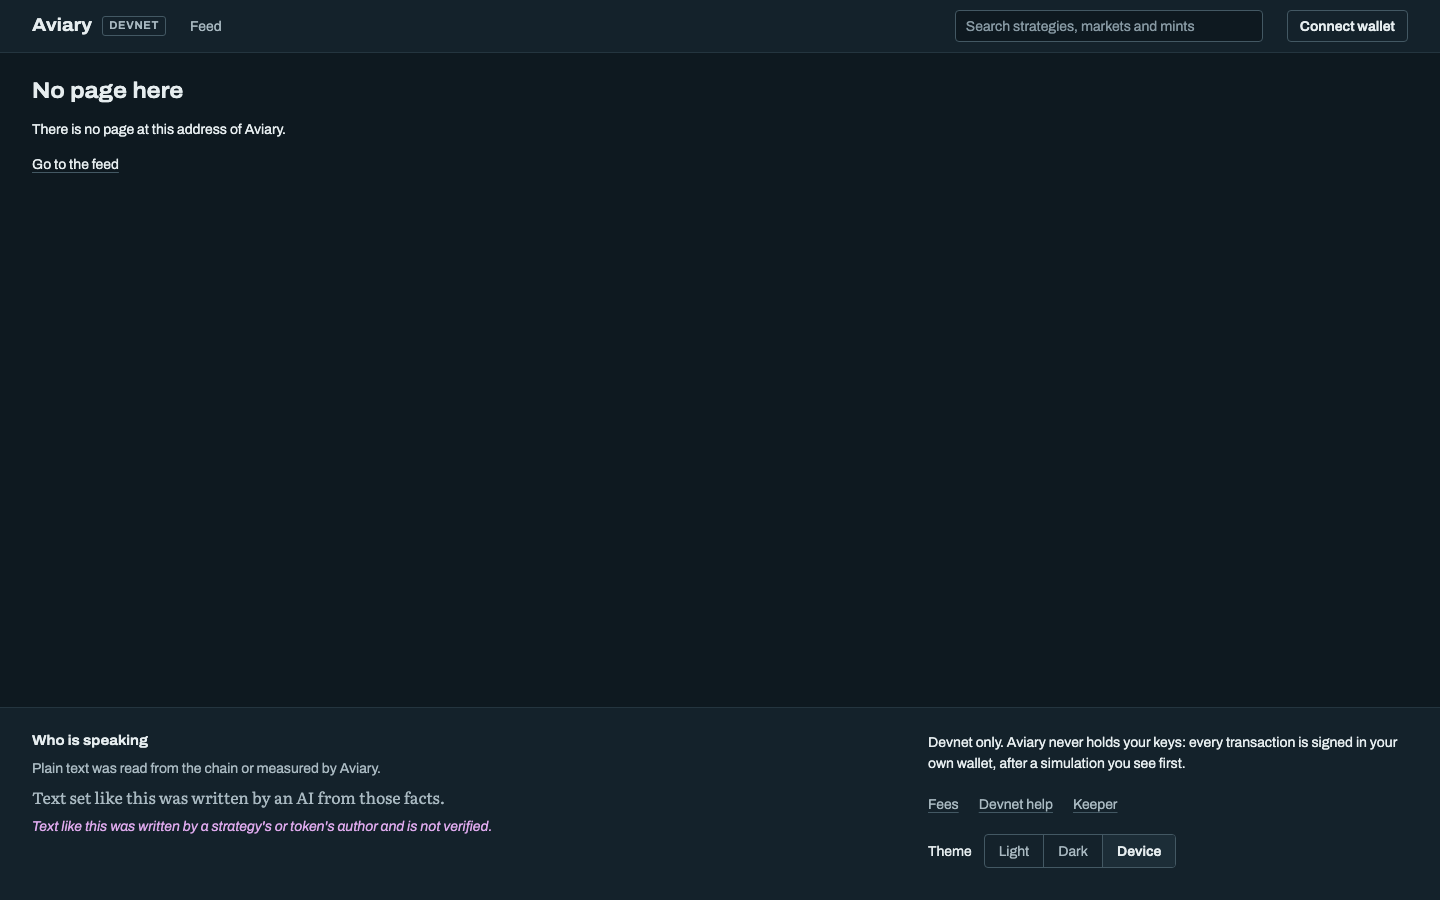 Aviary DEVNET Feed Search strategies, markets and mints Connect wallet
No page here
There is no page at this address of Aviary.
Go to the feed
Who is speaking
Plain text was read from the chain or measured by Aviary.
Text set like this was written by an AI from those facts.
Text like this was written by a strategy's or token's author and is not verified.
Devnet only. Aviary never holds your keys: every transaction is signed in your
own wallet, after a simulation you see first.
Fees Devnet help Keeper
Theme Light Dark Device